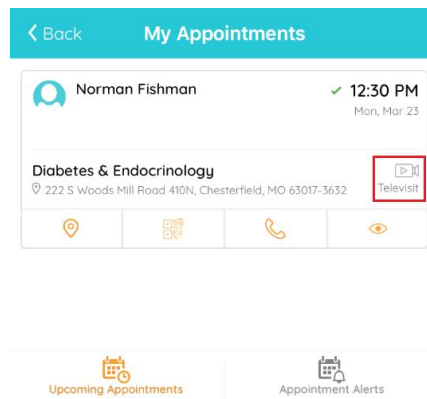 Back My Appointments
Norman Fishman 12:30 PM
Mon, Mar 23
Diabetes & Endocrinology
222 S Woods Mill Road 410N, Chesterfield, MO 63017-3632 Televisit
Upcoming Appointments Appointment Alerts